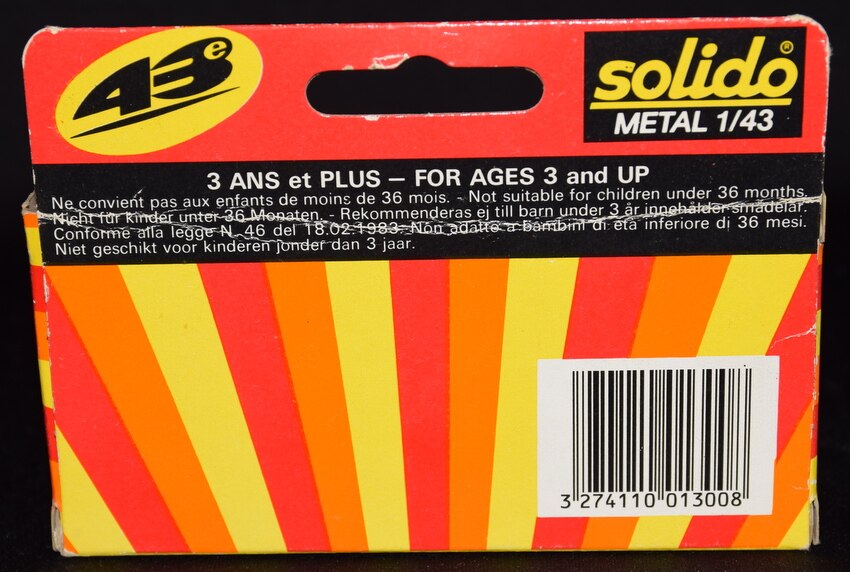 43e
solido®
METAL 1/43
3 ANS et PLUS – FOR AGES 3 and UP
Ne convient pas aux enfants de moins de 36 mois. - Not suitable for children under 36 months.
Nicht für Kinder unter 36 Monaten. - Rekommenderas ej till barn under 3 år innehåller smådelar.
Conforme alla legge N. 46 del 18.02.1983. Non adatte a bambini di età inferiore di 36 mesi.
Niet geschikt voor kinderen jonder dan 3 jaar.
3 274110 013008